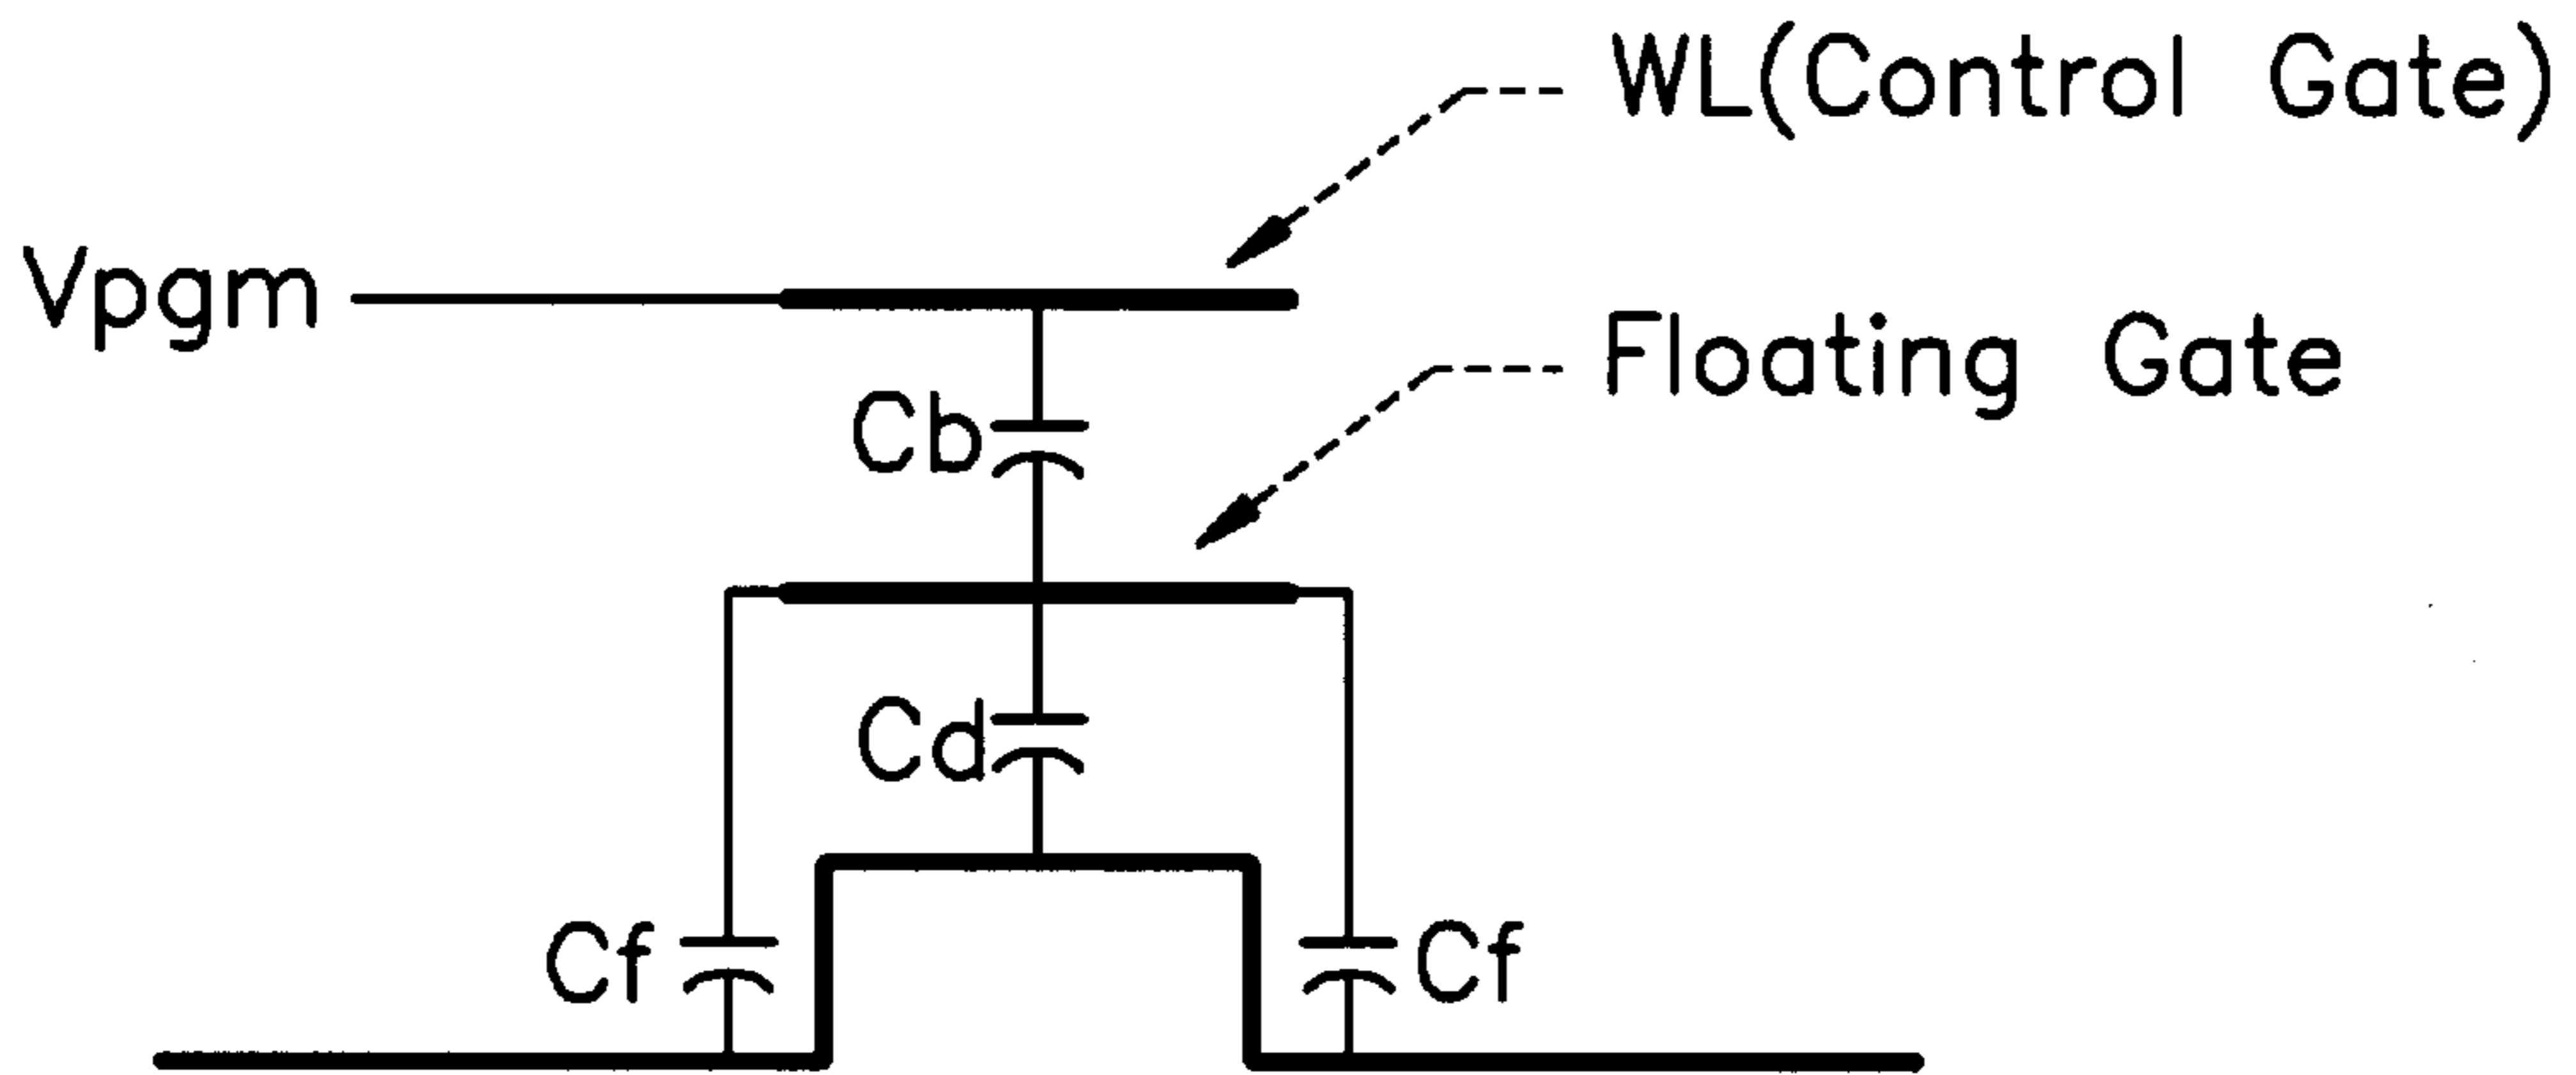 WL(Control Gate)
Vpgm
Floating Gate
Cb
Cd
Cf
Cf